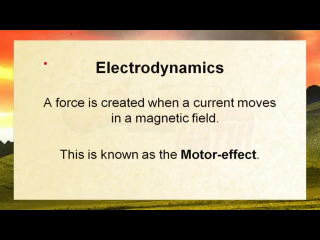 Electrodynamics
A force is created when a current moves
in a magnetic field.
This is known as the Motor-effect.